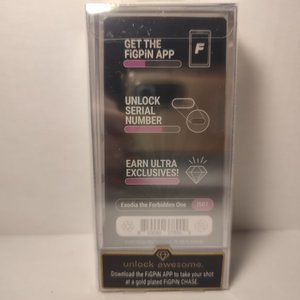 GET THE
FiGPiN APP
F
UNLOCK
SERIAL
NUMBER
EARN ULTRA
EXCLUSIVES!
Exodia the Forbidden One
unlock awesome.
Download the FiGPiN APP to take your shot
at a gold plated FiGPiN CHASE.